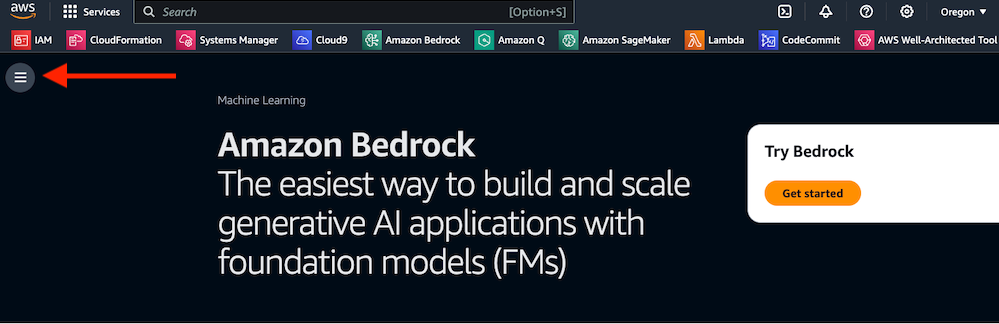 aws Services Search [Option+S] Oregon
IAM CloudFormation Systems Manager Cloud9 Amazon Bedrock Amazon Q Amazon SageMaker Lambda CodeCommit AWS Well-Architected Tool
Machine Learning
Amazon Bedrock
The easiest way to build and scale
generative AI applications with
foundation models (FMs)
Try Bedrock
Get started